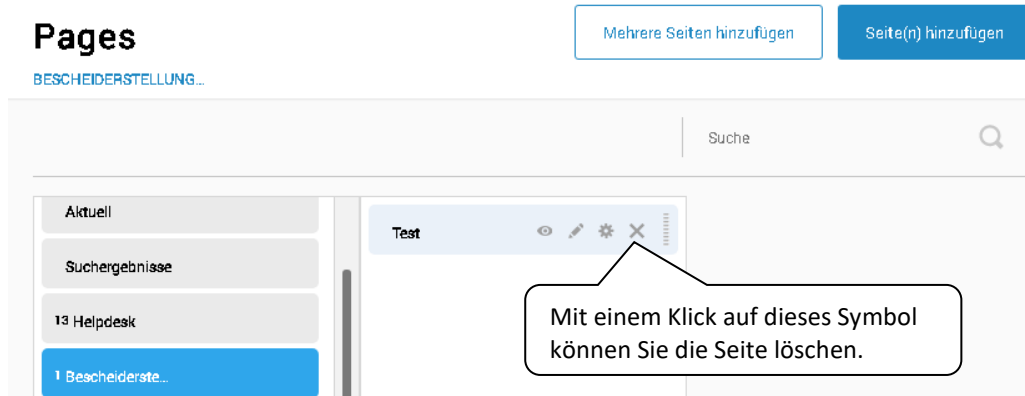 Pages
Mehrere Seiten hinzufügen
Seite(n) hinzufügen
BESCHEIDERSTELLUNG...
Suche
Aktuell
Test
Suchergebnisse
13 Helpdesk
Mit einem Klick auf dieses Symbol
können Sie die Seite löschen.
1 Bescheiderste...